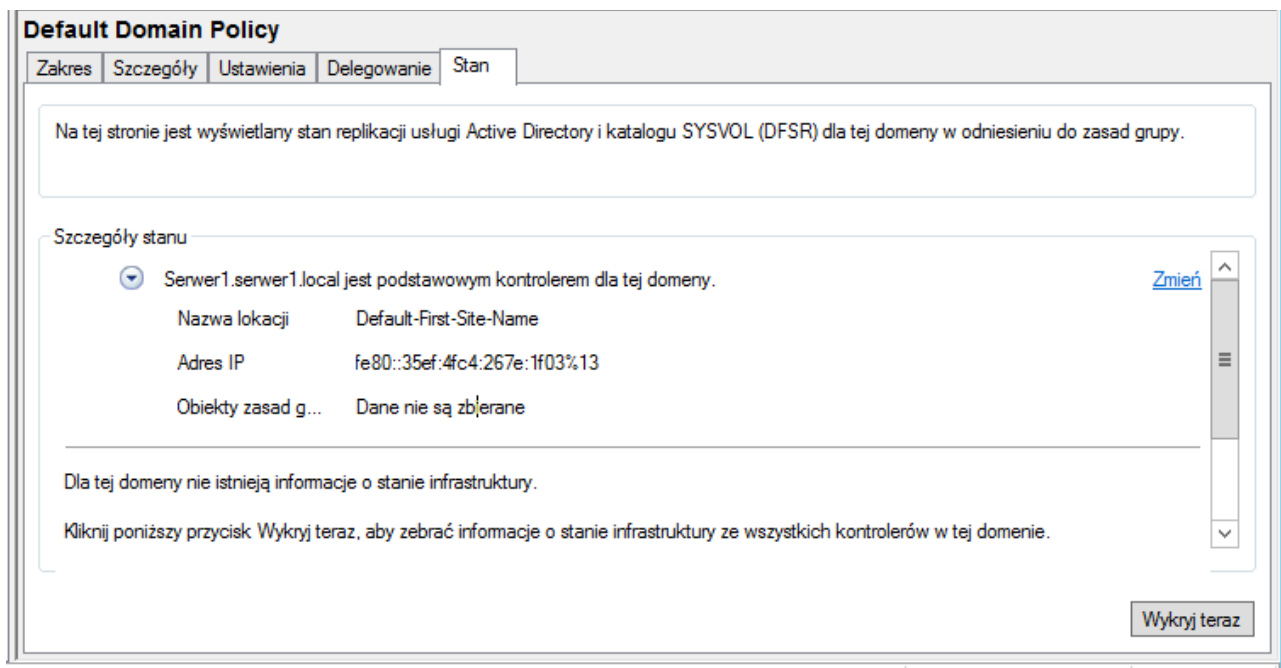 Default Domain Policy
Zakres Szczegóły Ustawienia Delegowanie Stan
Na tej stronie jest wyświetlany stan replikacji usługi Active Directory i katalogu SYSVOL (DFSR) dla tej domeny w odniesieniu do zasad grupy.
Szczegóły stanu
Serwer1.serwer1.local jest podstawowym kontrolerem dla tej domeny. Zmień
Nazwa lokacji Default-First-Site-Name
Adres IP fe80::35ef:4fc4:267e:1f03%13
Obiekty zasad g... Dane nie są zbierane
Dla tej domeny nie istnieją informacje o stanie infrastruktury.
Kliknij poniższy przycisk Wykryj teraz, aby zebrać informacje o stanie infrastruktury ze wszystkich kontrolerów w tej domenie.
Wykryj teraz